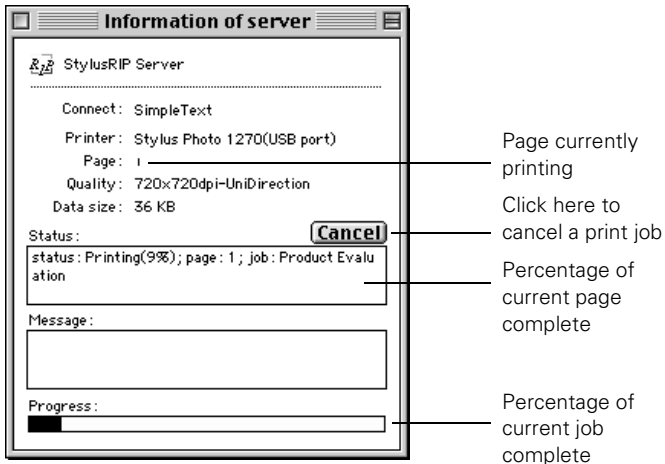 Information of server
RIP StylusRIP Server
Connect: SimpleText
Printer: Stylus Photo 1270(USB port)
Page: 1
Quality: 720x720dpi-UniDirection
Data size: 36 KB
Status:
Cancel
status: Printing(9%); page: 1; job: Product Evalu
ation
Message:
Progress:
Page currently
printing
Click here to
cancel a print job
Percentage of
current page
complete
Percentage of
current job
complete